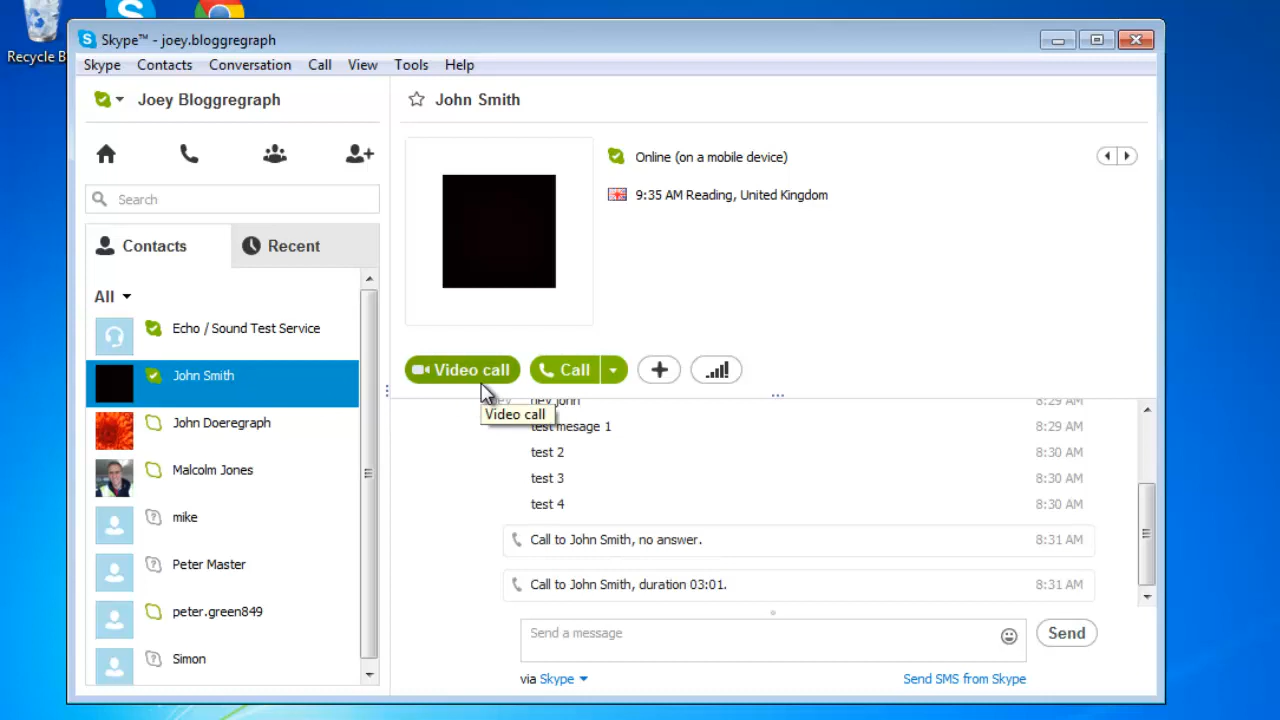 Recycle B
Skype™ - joey.bloggregraph
Skype Contacts Conversation Call View Tools Help
Joey Bloggregraph
Search
Contacts
Recent
All
Echo / Sound Test Service
John Smith
John Doeregraph
Malcolm Jones
mike
Peter Master
peter.green849
Simon
John Smith
Online (on a mobile device)
9:35 AM Reading, United Kingdom
Video call
Call
Video call
hey john 8:29 AM
test mesage 1 8:29 AM
test 2 8:30 AM
test 3 8:30 AM
test 4 8:30 AM
Call to John Smith, no answer. 8:31 AM
Call to John Smith, duration 03:01. 8:31 AM
Send a message
Send
via Skype
Send SMS from Skype